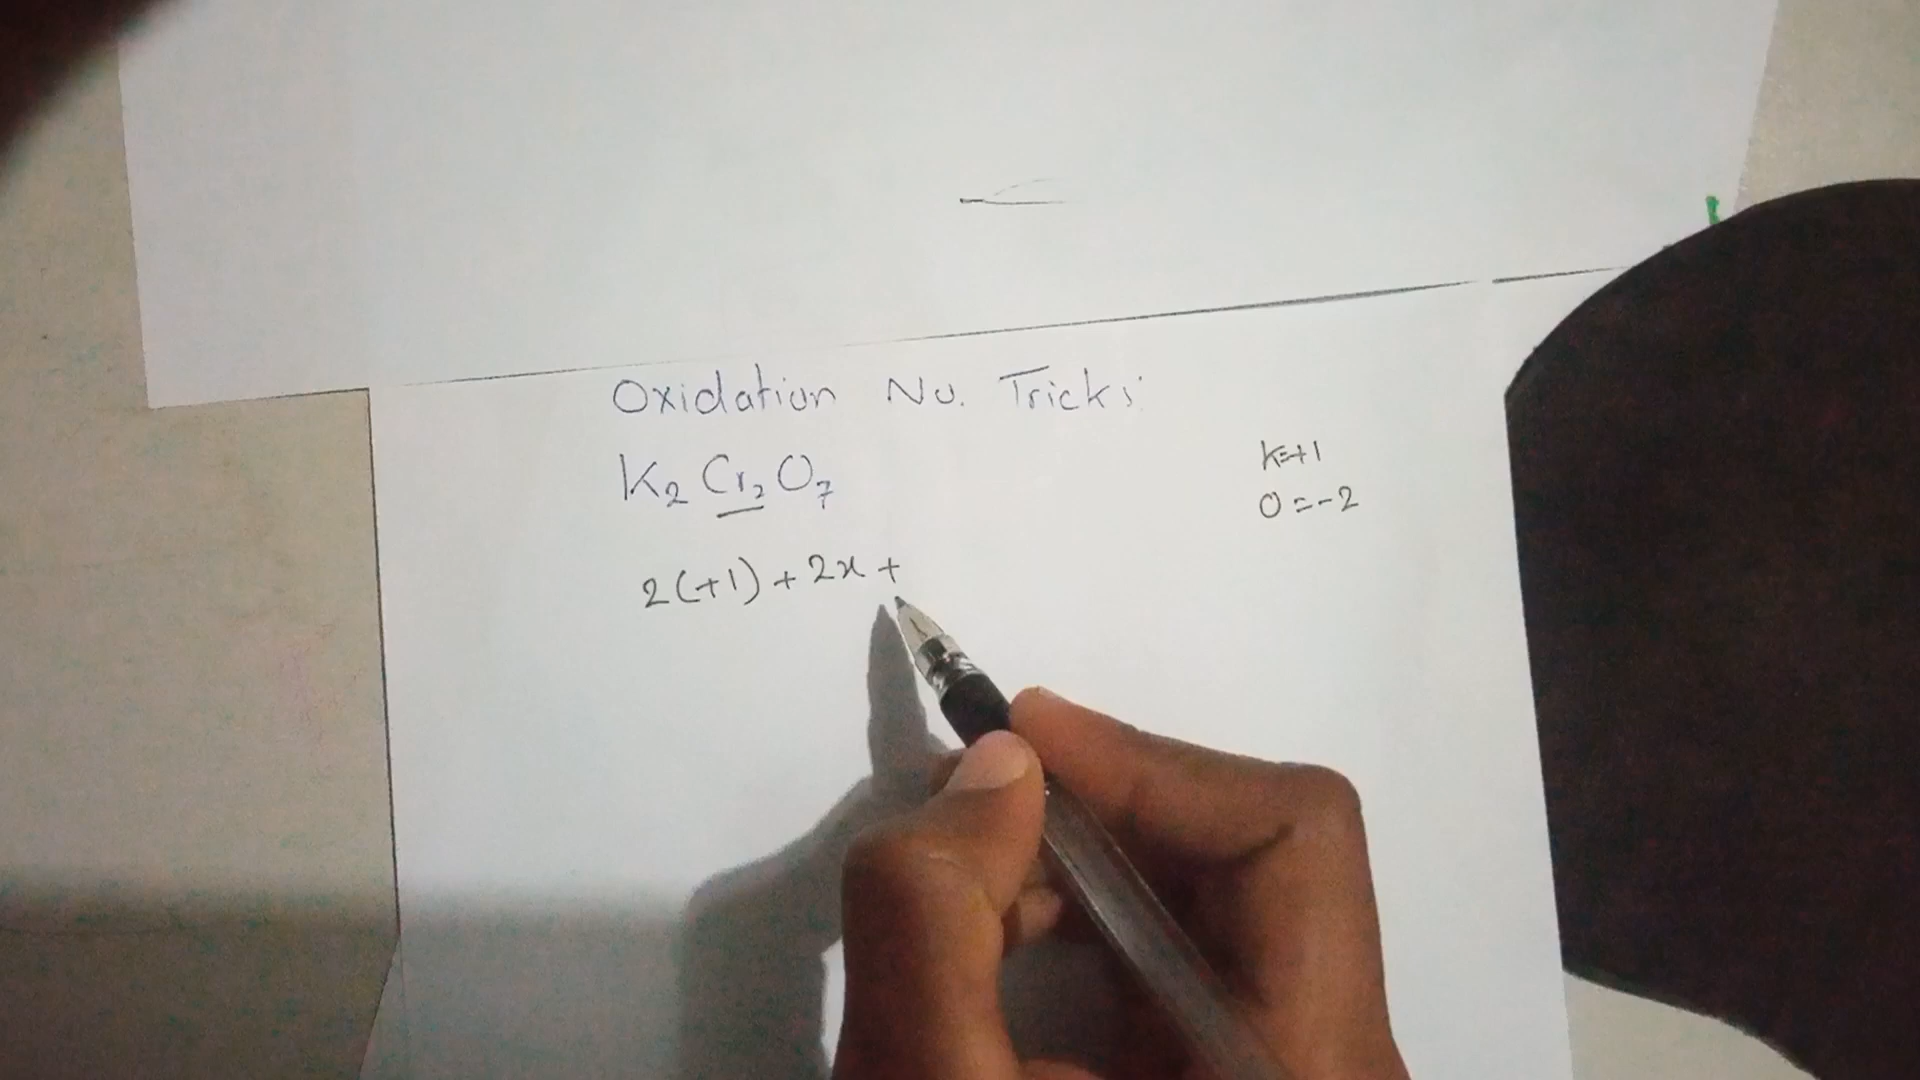 Oxidation No. Tricks:
K₂Cr₂O₇
K=+1
O=-2
2(+1)+2x+